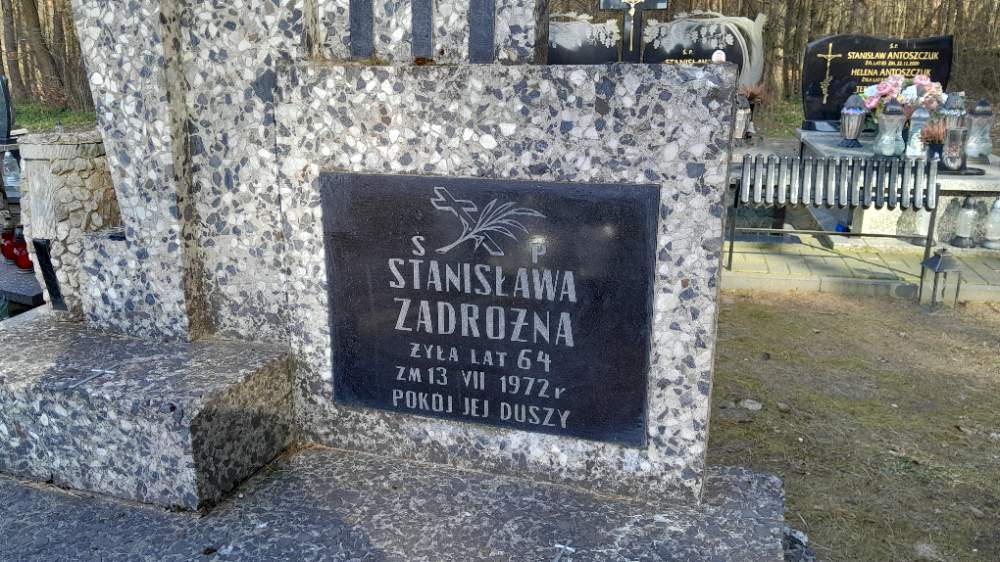 Ś P
STANISŁAWA
ZADROŻNA
ŻYŁA LAT 64
ZM 13 VII 1972 r
POKÓJ JEJ DUSZY
Ś.P.
STANISŁAW ANTOSZCZUK
HELENA ANTOSZCZUK